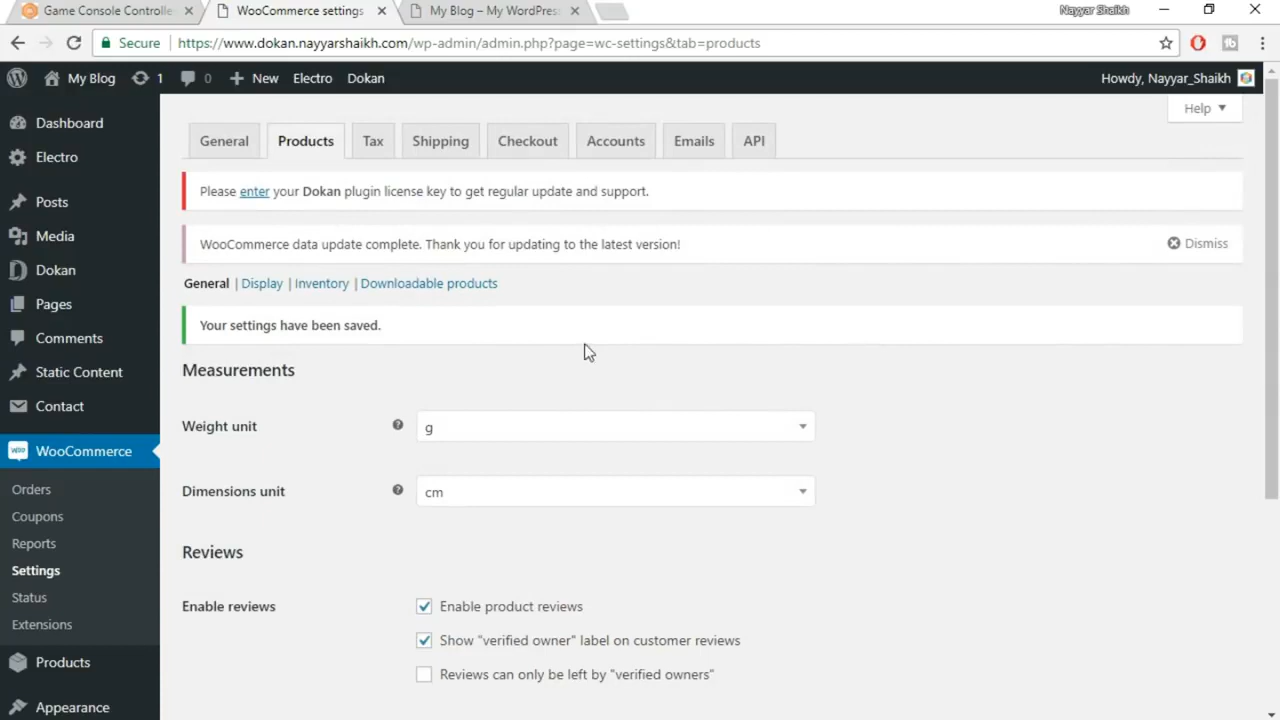 Game Console Controlle
WooCommerce settings
My Blog – My WordPres
Nayyar Shaikh
Secure
https://www.dokan.nayyarshaikh.com/wp-admin/admin.php?page=wc-settings&tab=products
My Blog 1 0 New Electro Dokan
Howdy, Nayyar_Shaikh
Help
Dashboard
Electro
Posts
Media
Dokan
Pages
Comments
Static Content
Contact
WooCommerce
Orders
Coupons
Reports
Settings
Status
Extensions
Products
Appearance
General Products Tax Shipping Checkout Accounts Emails API
Please enter your Dokan plugin license key to get regular update and support.
WooCommerce data update complete. Thank you for updating to the latest version!
Dismiss
General | Display | Inventory | Downloadable products
Your settings have been saved.
Measurements
Weight unit
g
Dimensions unit
cm
Reviews
Enable reviews
Enable product reviews
Show "verified owner" label on customer reviews
Reviews can only be left by "verified owners"